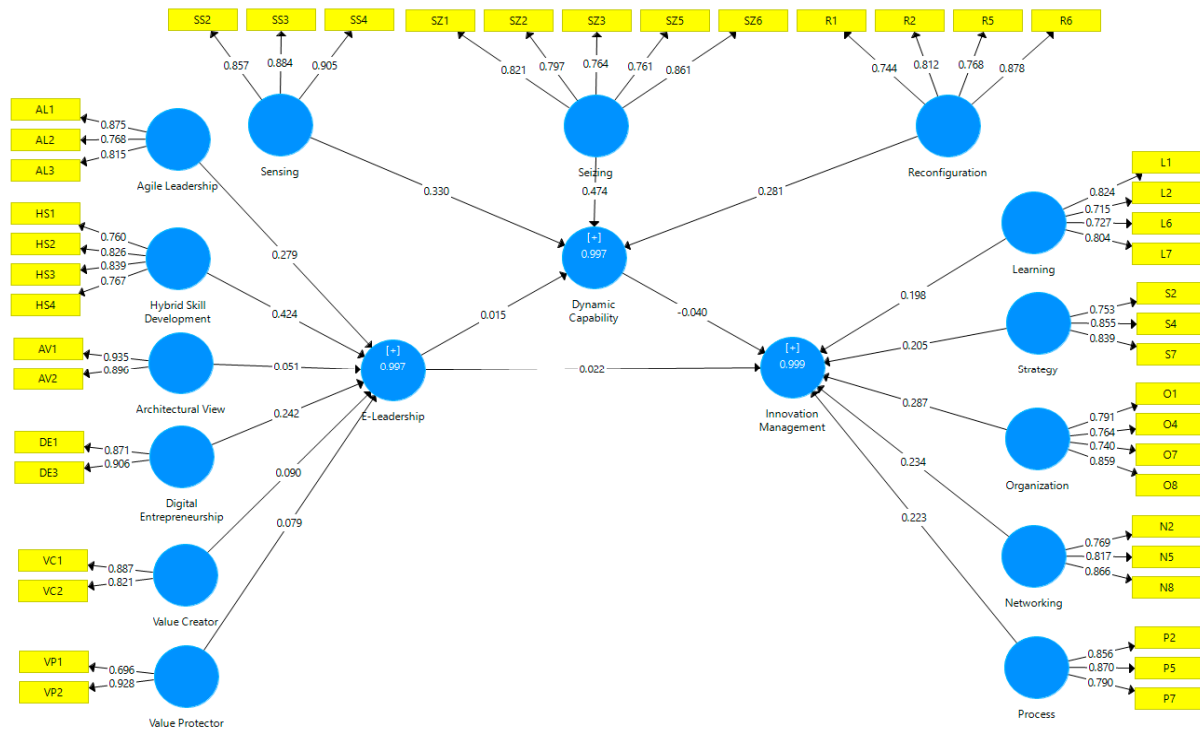 SS2 SS3 SS4 SZ1 SZ2 SZ3 SZ5 SZ6 R1 R2 R5 R6
0.857 0.884 0.905 0.821 0.797 0.764 0.761 0.861 0.744 0.812 0.768 0.878
Sensing Seizing Reconfiguration
AL1
AL2
AL3
0.875
0.768
0.815
Agile Leadership
HS1
HS2
HS3
HS4
0.760
0.826
0.839
0.767
Hybrid Skill
Development
AV1
AV2
0.935
0.896
Architectural View
DE1
DE3
0.871
0.906
Digital
Entrepreneurship
VC1
VC2
0.887
0.821
Value Creator
VP1
VP2
0.696
0.928
Value Protector
0.279
0.424
0.051
0.242
0.090
0.079
[+]
0.997
E-Leadership
0.330
0.474
0.281
0.015
[+]
0.997
Dynamic
Capability
-0.040
0.022
[+]
0.999
Innovation
Management
0.198
0.205
0.287
0.234
0.223
L1
L2
L6
L7
0.824
0.715
0.727
0.804
Learning
S2
S4
S7
0.753
0.855
0.839
Strategy
O1
O4
O7
O8
0.791
0.764
0.740
0.859
Organization
N2
N5
N8
0.769
0.817
0.866
Networking
P2
P5
P7
0.856
0.870
0.790
Process